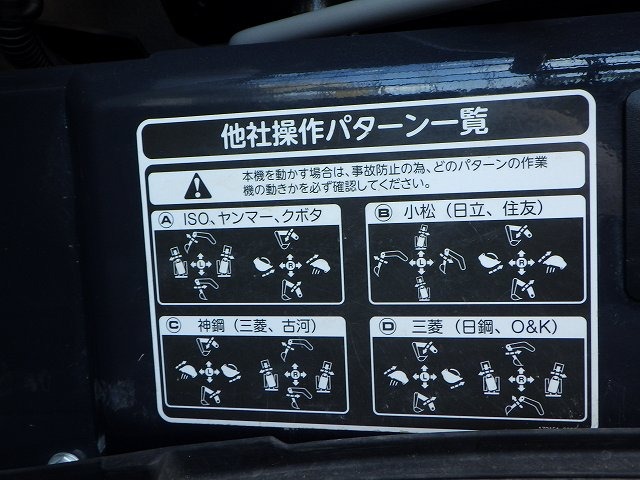 他社操作パターン一覧
本機を動かす場合は、事故防止の為、どのパターンの作業
機の動きかを必ず確認してください。
A ISO、ヤンマー、クボタ
B 小松（日立、住友）
L R
L R
C 神鋼（三菱、古河）
D 三菱（日鋼、O&K）
L R
L R